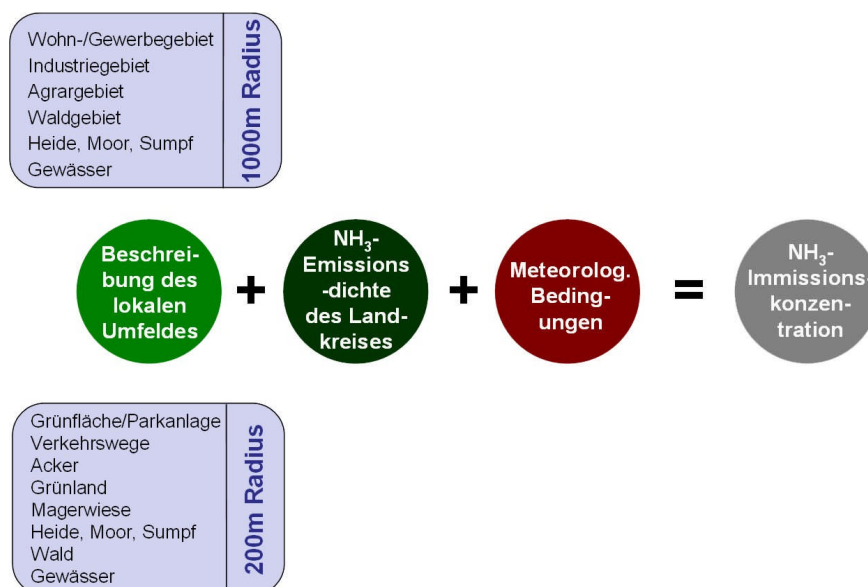 Wohn-/Gewerbegebiet
Industriegebiet
Agrargebiet
Waldgebiet
Heide, Moor, Sumpf
Gewässer
1000m Radius
Beschrei-
bung des
lokalen
Umfeldes
+
NH₃-
Emissions
-dichte
des Land-
kreises
+
Meteorolog.
Beding-
ungen
=
NH₃-
Immissions-
konzen-
tration
Grünfläche/Parkanlage
Verkehrswege
Acker
Grünland
Magerwiese
Heide, Moor, Sumpf
Wald
Gewässer
200m Radius